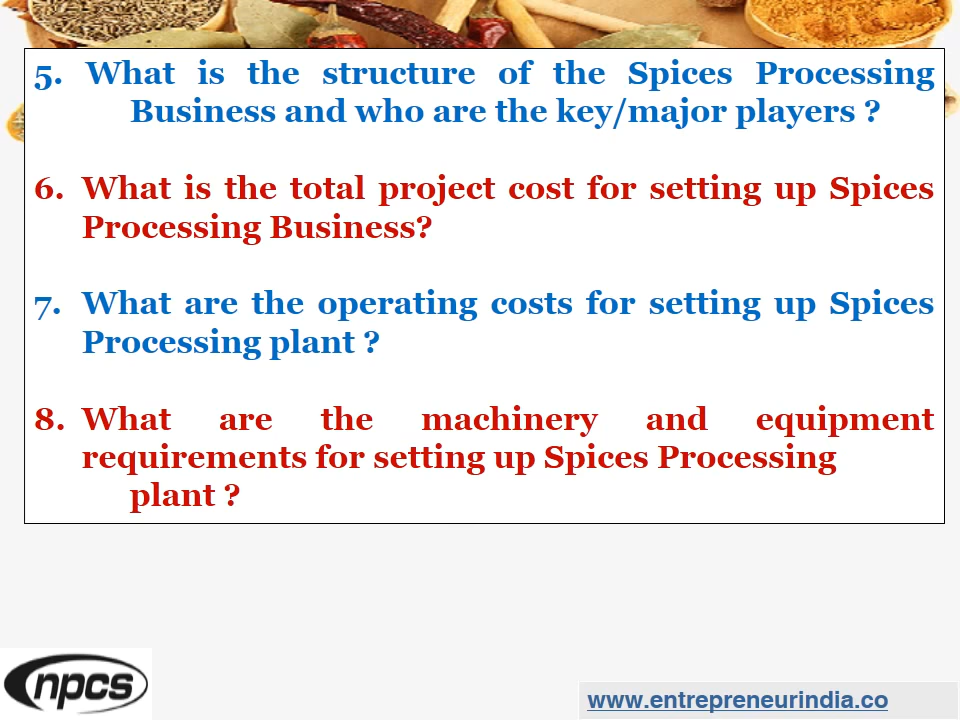 5. What is the structure of the Spices Processing
Business and who are the key/major players ?
6. What is the total project cost for setting up Spices
Processing Business?
7. What are the operating costs for setting up Spices
Processing plant ?
8. What are the machinery and equipment
requirements for setting up Spices Processing
plant ?
npcs
www.entrepreneurindia.co